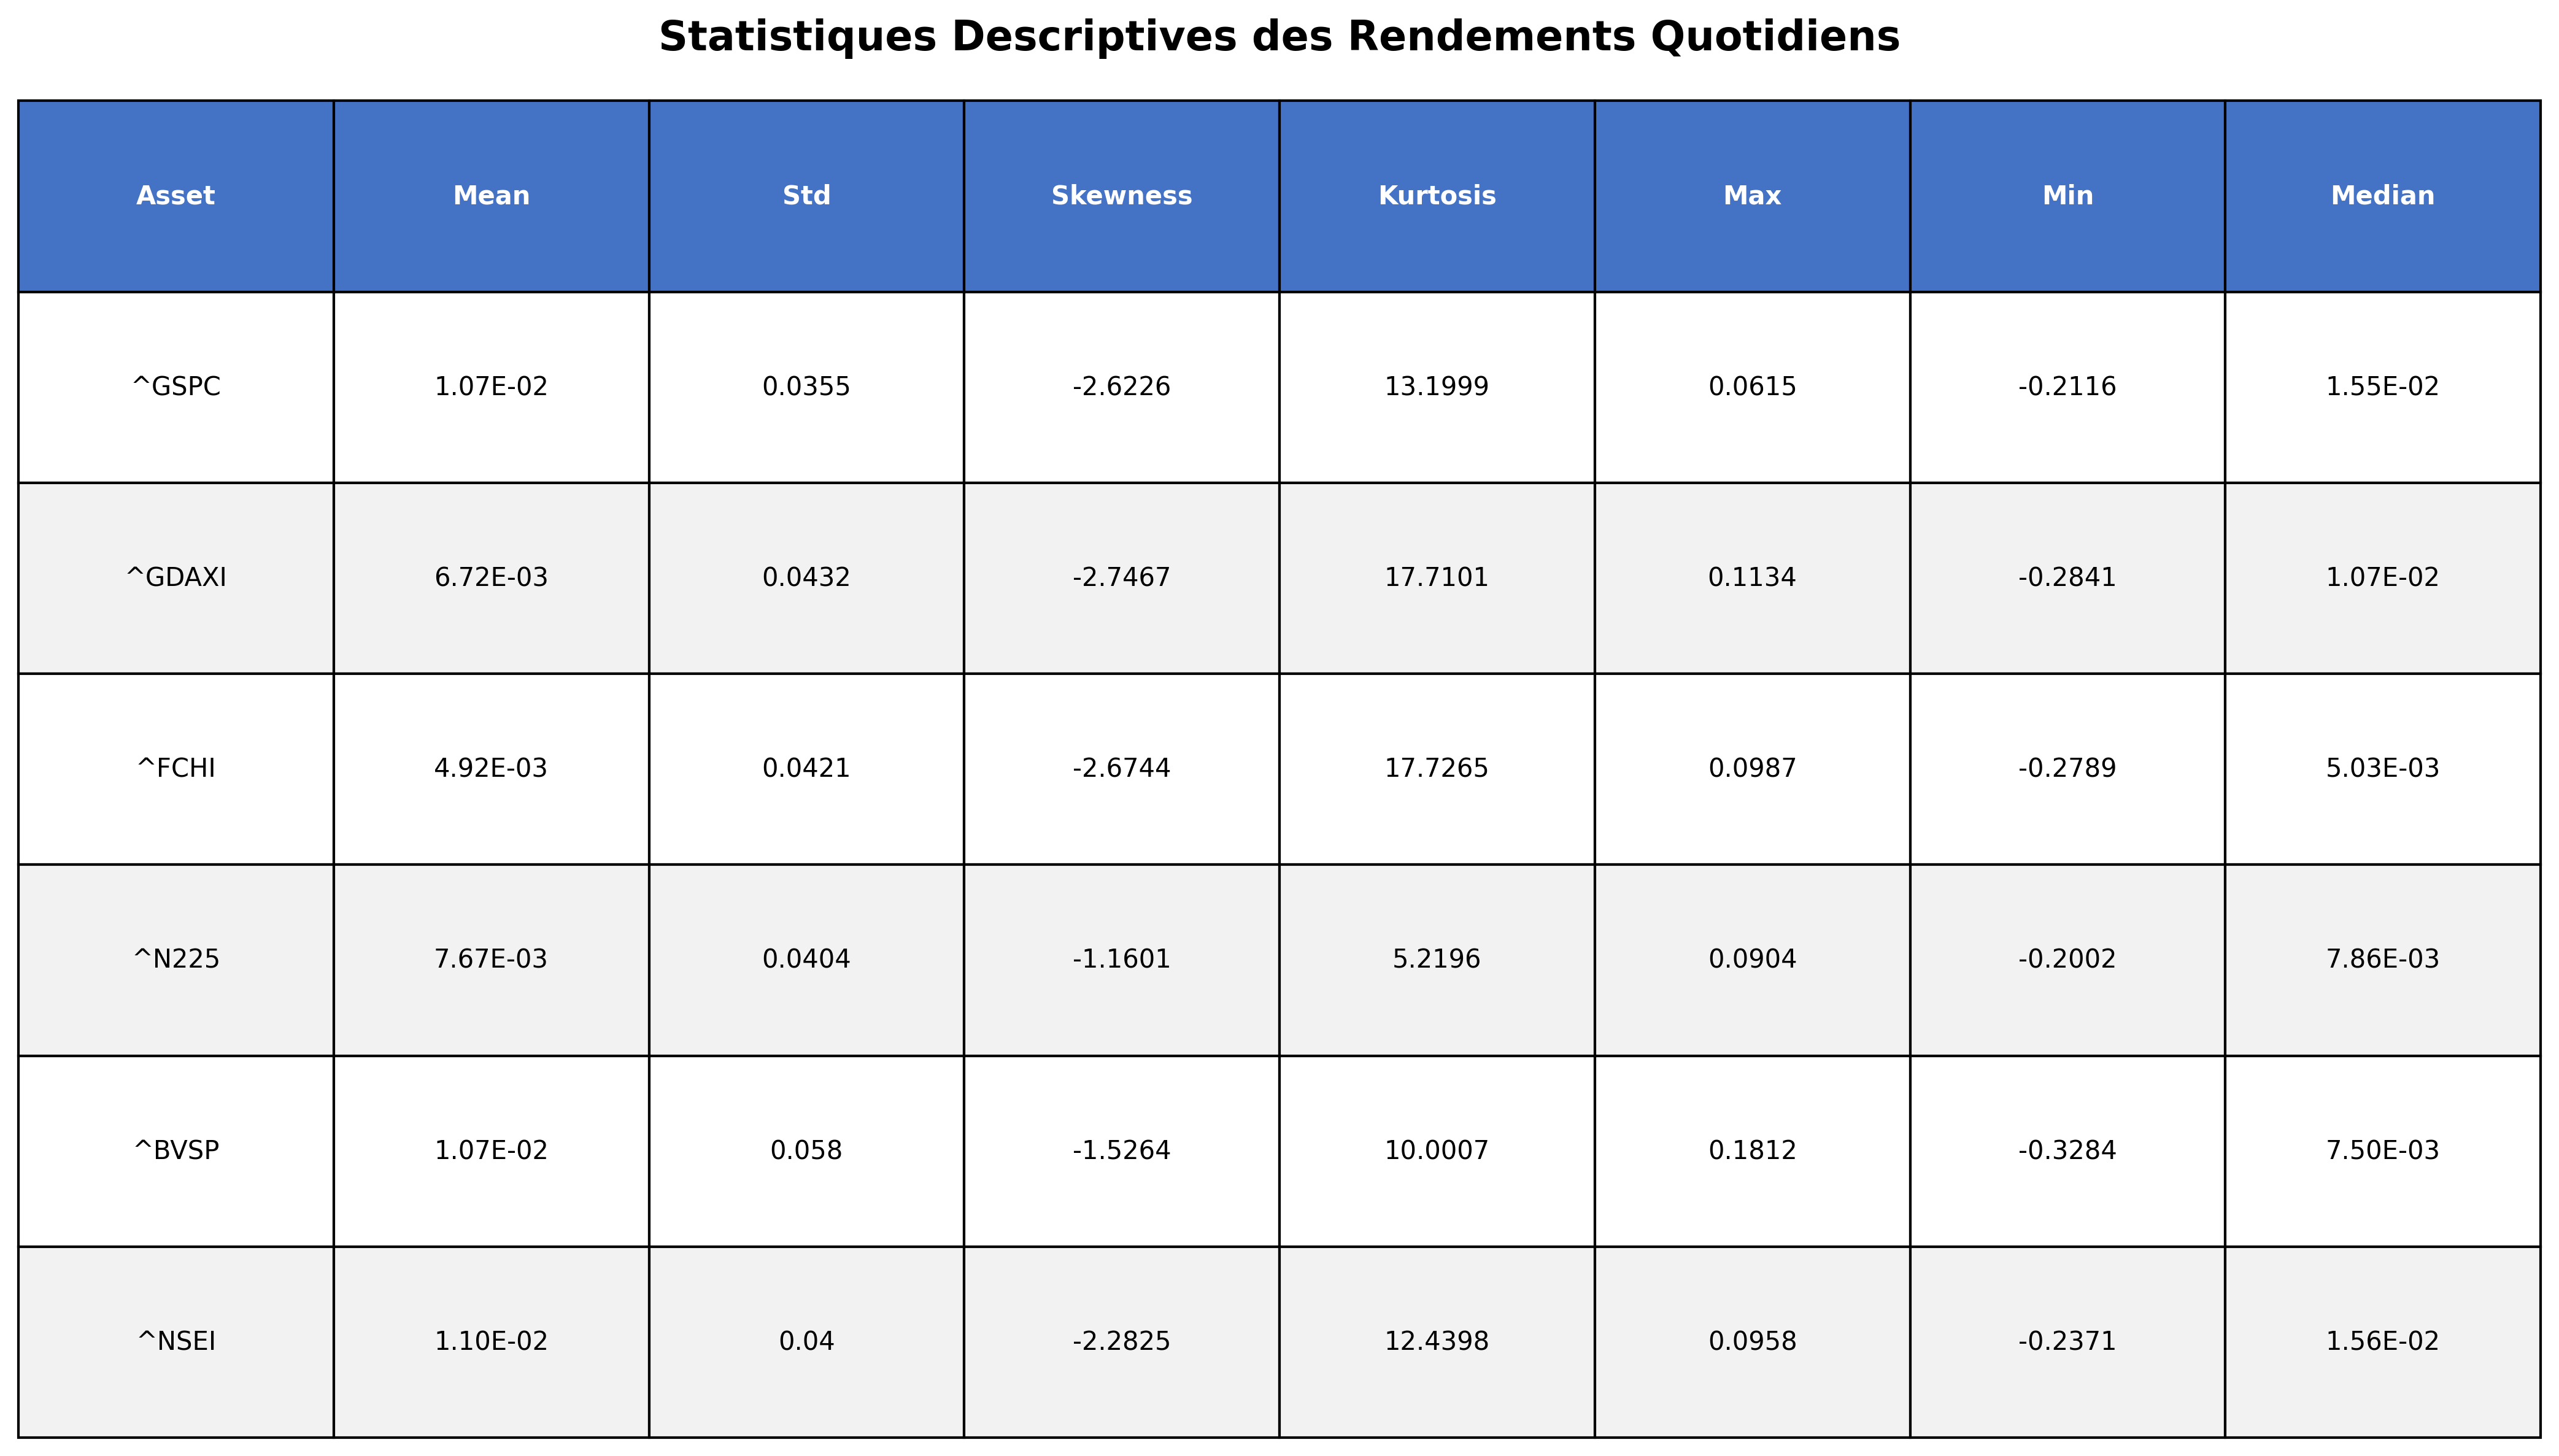 Statistiques Descriptives des Rendements Quotidiens
Asset Mean Std Skewness Kurtosis Max Min Median
^GSPC 1.07E-02 0.0355 -2.6226 13.1999 0.0615 -0.2116 1.55E-02
^GDAXI 6.72E-03 0.0432 -2.7467 17.7101 0.1134 -0.2841 1.07E-02
^FCHI 4.92E-03 0.0421 -2.6744 17.7265 0.0987 -0.2789 5.03E-03
^N225 7.67E-03 0.0404 -1.1601 5.2196 0.0904 -0.2002 7.86E-03
^BVSP 1.07E-02 0.058 -1.5264 10.0007 0.1812 -0.3284 7.50E-03
^NSEI 1.10E-02 0.04 -2.2825 12.4398 0.0958 -0.2371 1.56E-02